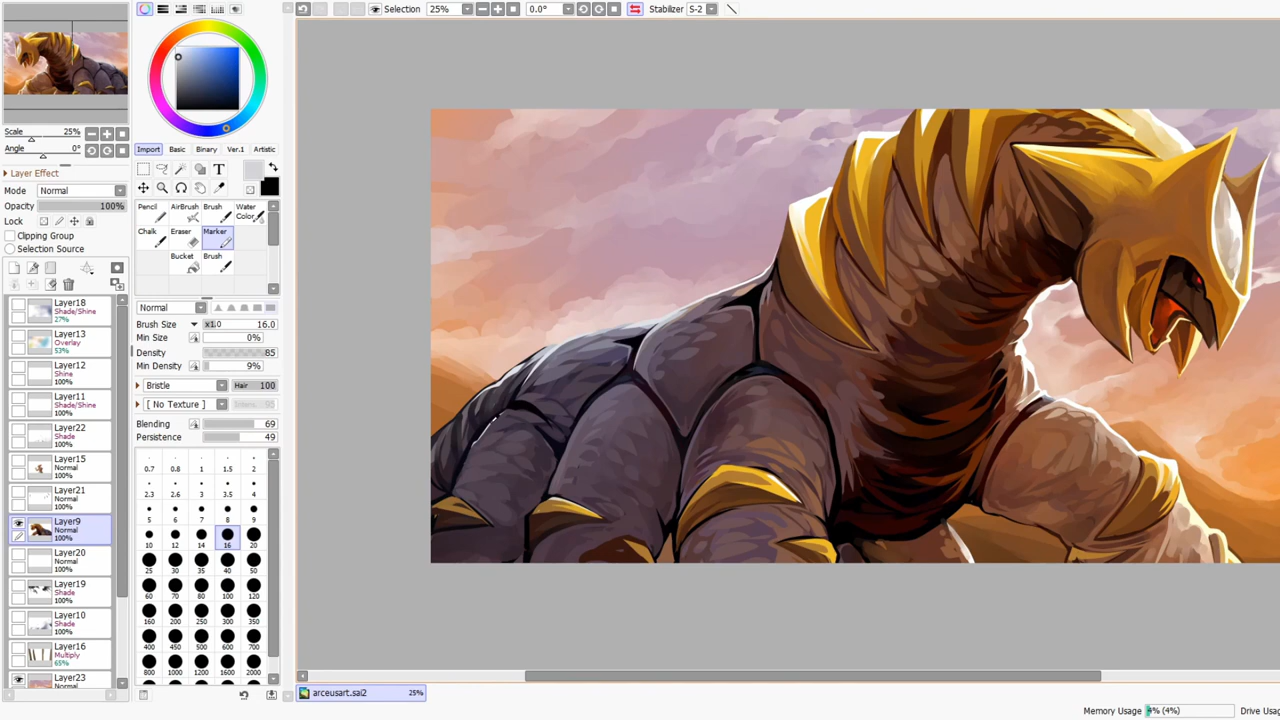 Selection
25%
0.0°
Stabilizer S-2
Scale 25%
Angle 0°
Layer Effect
Mode Normal
Opacity 100%
Lock
Clipping Group
Selection Source
Layer18
Shade/Shine
27%
Layer13
Overlay
53%
Layer12
Normal
100%
Layer11
Shade/Shine
100%
Layer22
Shade
100%
Layer15
Normal
100%
Layer21
Normal
100%
Layer9
Normal
100%
Layer20
Normal
100%
Layer19
Shade
100%
Layer10
Shade
100%
Layer16
Multiply
65%
Layer23
Normal
Import Basic Binary Ver.1 Artistic
T
Pencil AirBrush Brush Water Color
Chalk Eraser Marker
Bucket Brush
Normal
Brush Size x1.0 16.0
Min Size 0%
Density 85
Min Density 9%
Bristle Hair 100
[ No Texture ]
Blending 69
Persistence 49
0.7 0.8 1 1.5 2
2.3 2.6 3 3.5 4
5 6 7 8 9
10 12 14 16 20
25 30 35 40 50
60 70 80 100 120
160 200 250 300 350
400 450 500 600 700
800 1000 1200 1600 2000
arceusart.sai2 25%
Memory Usage 4% (4%) Drive Usag